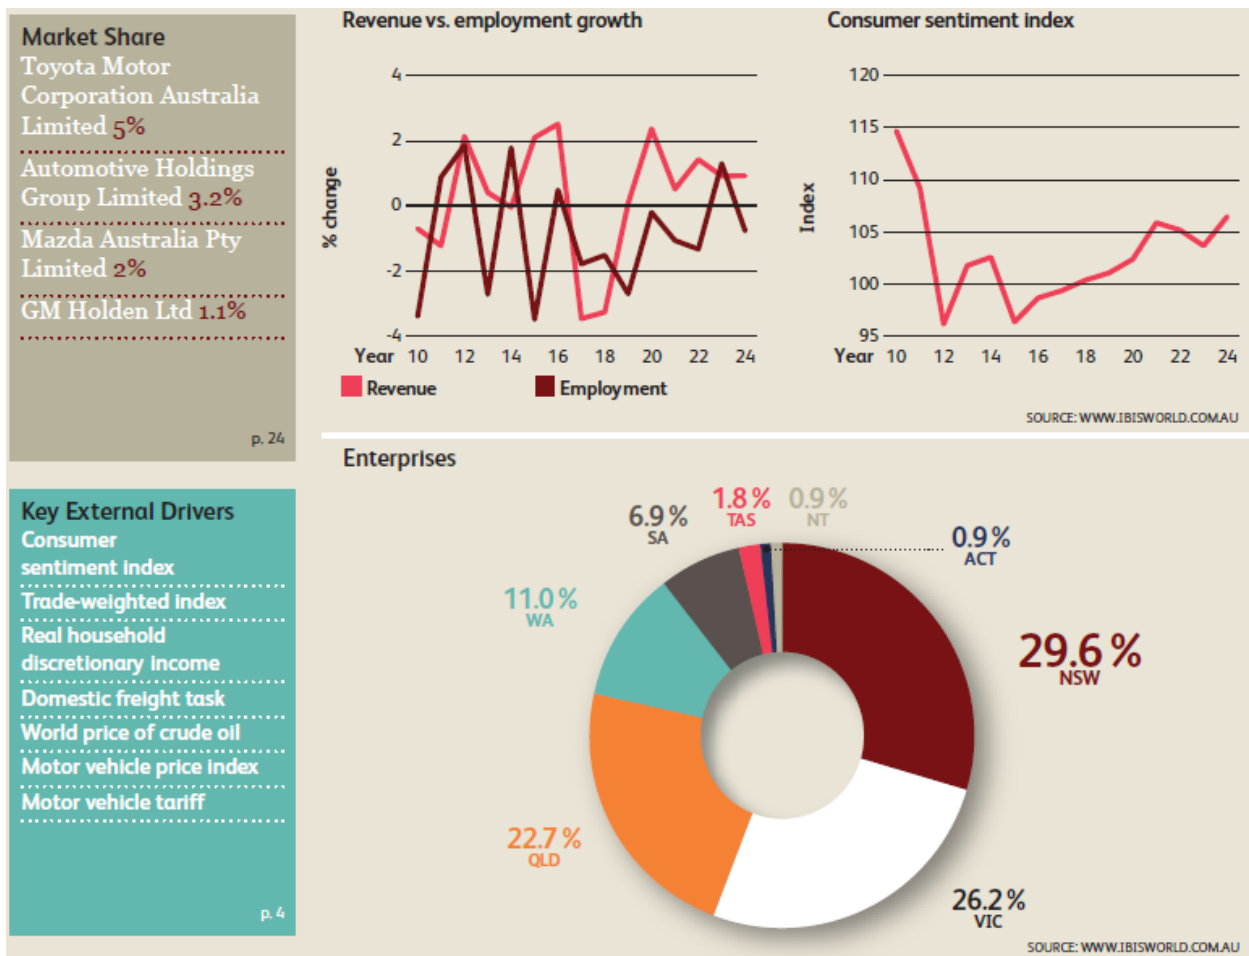 Market Share
Toyota Motor
Corporation Australia
Limited 5%
Automotive Holdings
Group Limited 3.2%
Mazda Australia Pty
Limited 2%
GM Holden Ltd 1.1%
p. 24
Key External Drivers
Consumer
sentiment index
Trade-weighted index
Real household
discretionary income
Domestic freight task
World price of crude oil
Motor vehicle price index
Motor vehicle tariff
p. 4
Revenue vs. employment growth
% change
4
2
0
-2
-4
Year 10 12 14 16 18 20 22 24
Revenue
Employment
Consumer sentiment index
Index
120
115
110
105
100
95
Year 10 12 14 16 18 20 22 24
SOURCE: WWW.IBISWORLD.COM.AU
Enterprises
6.9 %
SA
1.8 %
TAS
0.9 %
NT
0.9 %
ACT
11.0 %
WA
29.6 %
NSW
22.7 %
QLD
26.2 %
VIC
SOURCE: WWW.IBISWORLD.COM.AU